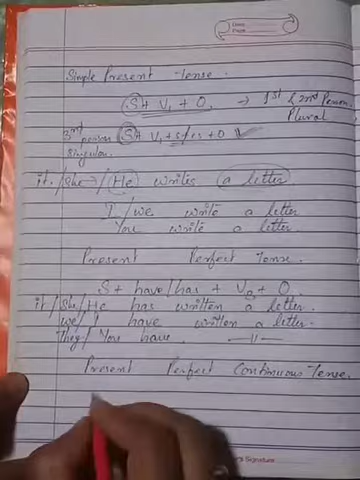 Date
Page
Simple Present Tense.
S + V1 + O, → 1st & 2nd Person
Plural
3rd person S + V1 + s/es + O
Singular.
it / She / He writes a letter
I / we write a letter
You write a letter.
Present Perfect Tense.
S + have/has + V3 + O.
it / She / He has written a letter.
we / I have written a letter.
They / You have —11—
Present Perfect Continuous Tense.
Signature